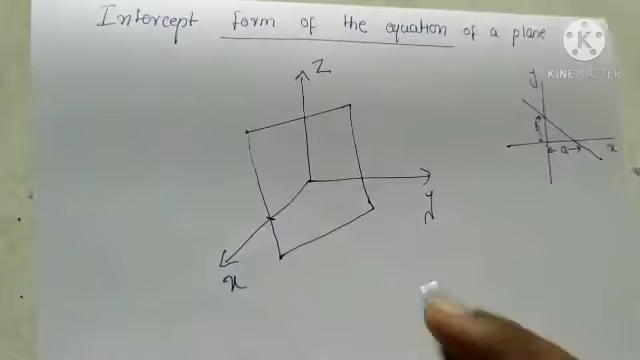 Intercept form of the equation of a plane
K
KINEMASTER
z
y
x
y
b
a
x